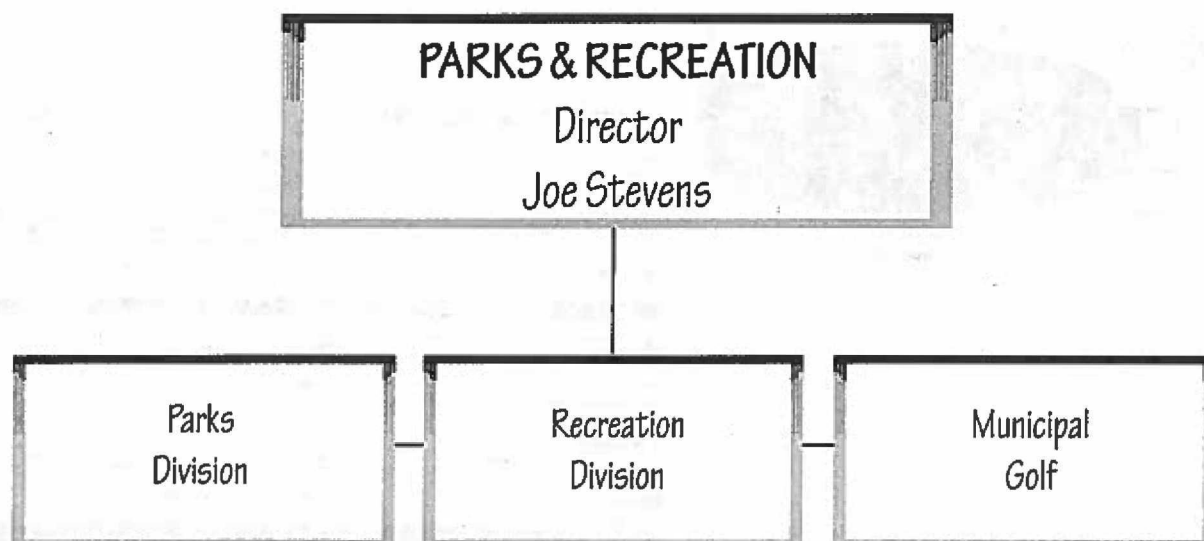 PARKS & RECREATION
Director
Joe Stevens
Parks
Division
Recreation
Division
Municipal
Golf